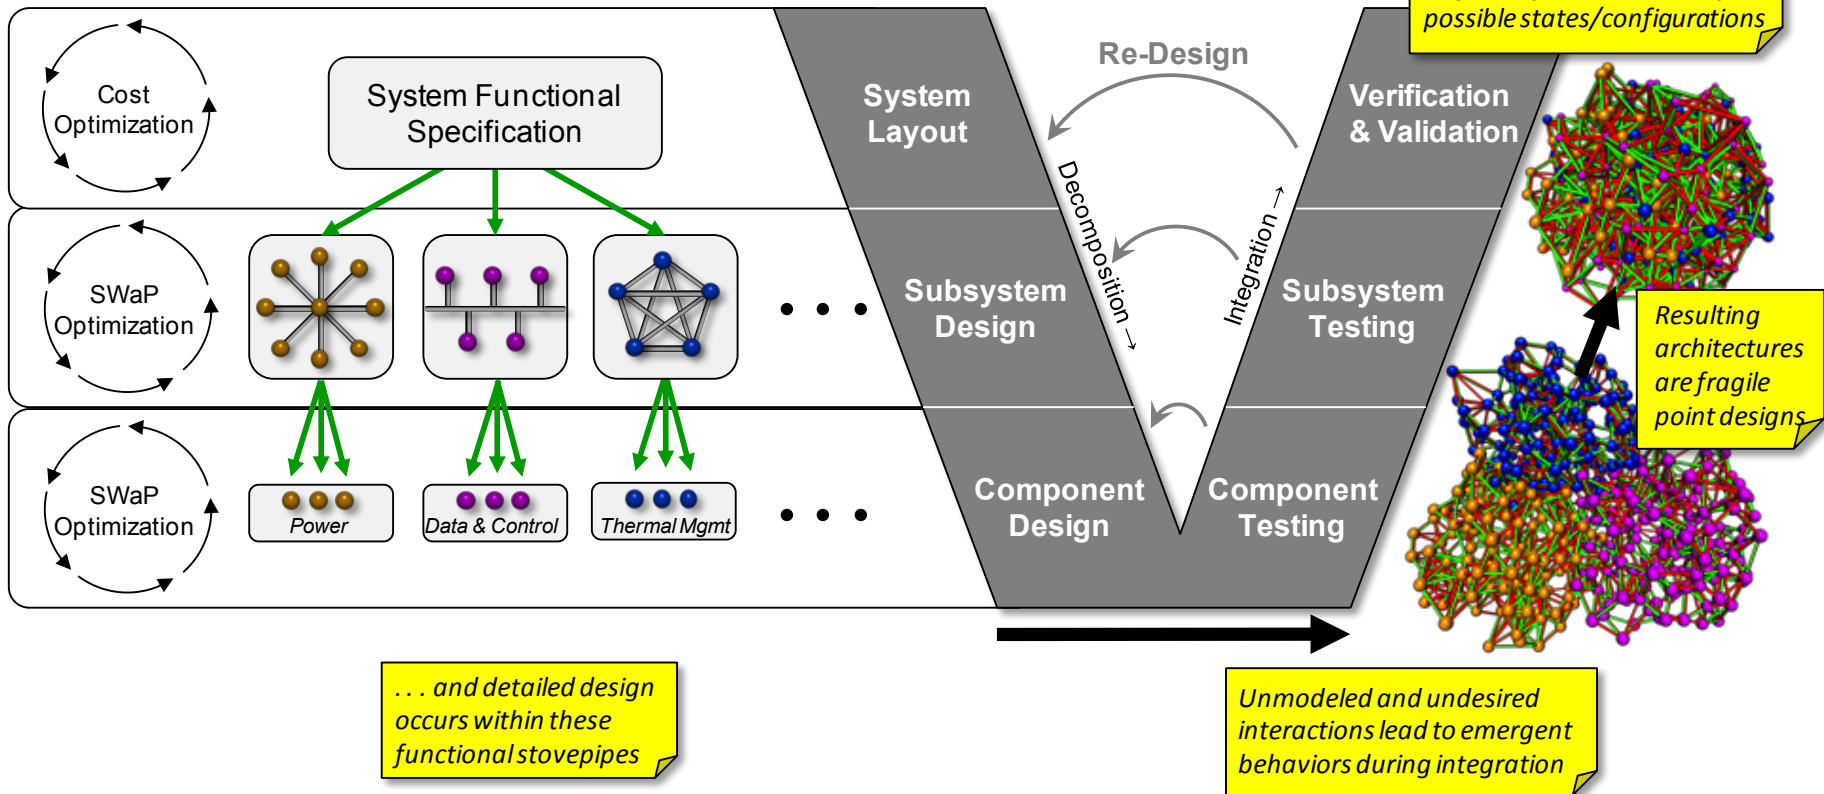 possible states/configurations
Cost
Optimization
System Functional
Specification
System
Layout
Re-Design
Verification
& Validation
Decomposition →
Integration →
SWaP
Optimization
• • •
Subsystem
Design
Subsystem
Testing
Resulting
architectures
are fragile
point designs
SWaP
Optimization
Power
Data & Control
Thermal Mgmt
• • •
Component
Design
Component
Testing
. . . and detailed design
occurs within these
functional stovepipes
Unmodeled and undesired
interactions lead to emergent
behaviors during integration